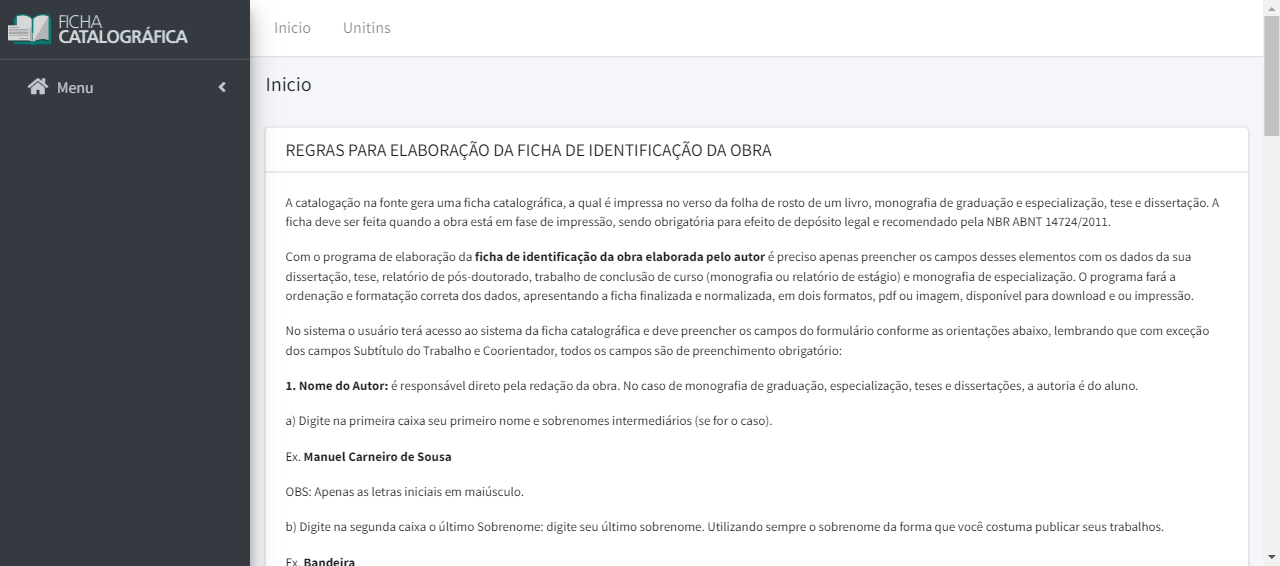 FICHA
CATALOGRÁFICA
Inicio
Unitins
Menu
Inicio
REGRAS PARA ELABORAÇÃO DA FICHA DE IDENTIFICAÇÃO DA OBRA
A catalogação na fonte gera uma ficha catalográfica, a qual é impressa no verso da folha de rosto de um livro, monografia de graduação e especialização, tese e dissertação. A
ficha deve ser feita quando a obra está em fase de impressão, sendo obrigatória para efeito de depósito legal e recomendado pela NBR ABNT 14724/2011.
Com o programa de elaboração da ficha de identificação da obra elaborada pelo autor é preciso apenas preencher os campos desses elementos com os dados da sua
dissertação, tese, relatório de pós-doutorado, trabalho de conclusão de curso (monografia ou relatório de estágio) e monografia de especialização. O programa fará a
ordenação e formatação correta dos dados, apresentando a ficha finalizada e normalizada, em dois formatos, pdf ou imagem, disponível para download e ou impressão.
No sistema o usuário terá acesso ao sistema da ficha catalográfica e deve preencher os campos do formulário conforme as orientações abaixo, lembrando que com exceção
dos campos Subtítulo do Trabalho e Coorientador, todos os campos são de preenchimento obrigatório:
1. Nome do Autor: é responsável direto pela redação da obra. No caso de monografia de graduação, especialização, teses e dissertações, a autoria é do aluno.
a) Digite na primeira caixa seu primeiro nome e sobrenomes intermediários (se for o caso).
Ex. Manuel Carneiro de Sousa
OBS: Apenas as letras iniciais em maiúsculo.
b) Digite na segunda caixa o último Sobrenome: digite seu último sobrenome. Utilizando sempre o sobrenome da forma que você costuma publicar seus trabalhos.
Ex. Bandeira